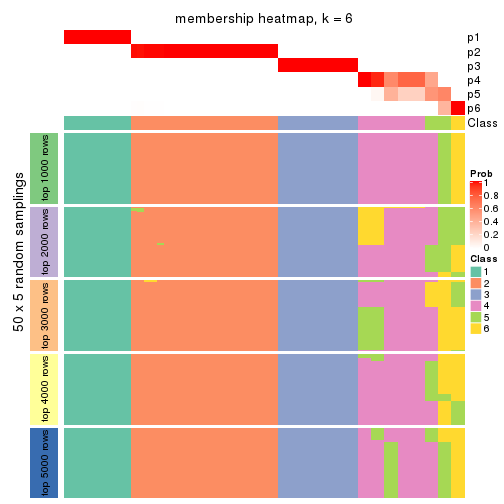 membership heatmap, k = 6
p1
p2
p3
p4
p5
p6
Class
50 x 5 random samplings
top 1000 rows
top 2000 rows
top 3000 rows
top 4000 rows
top 5000 rows
Prob
1
0.8
0.6
0.4
0.2
0
Class
1
2
3
4
5
6